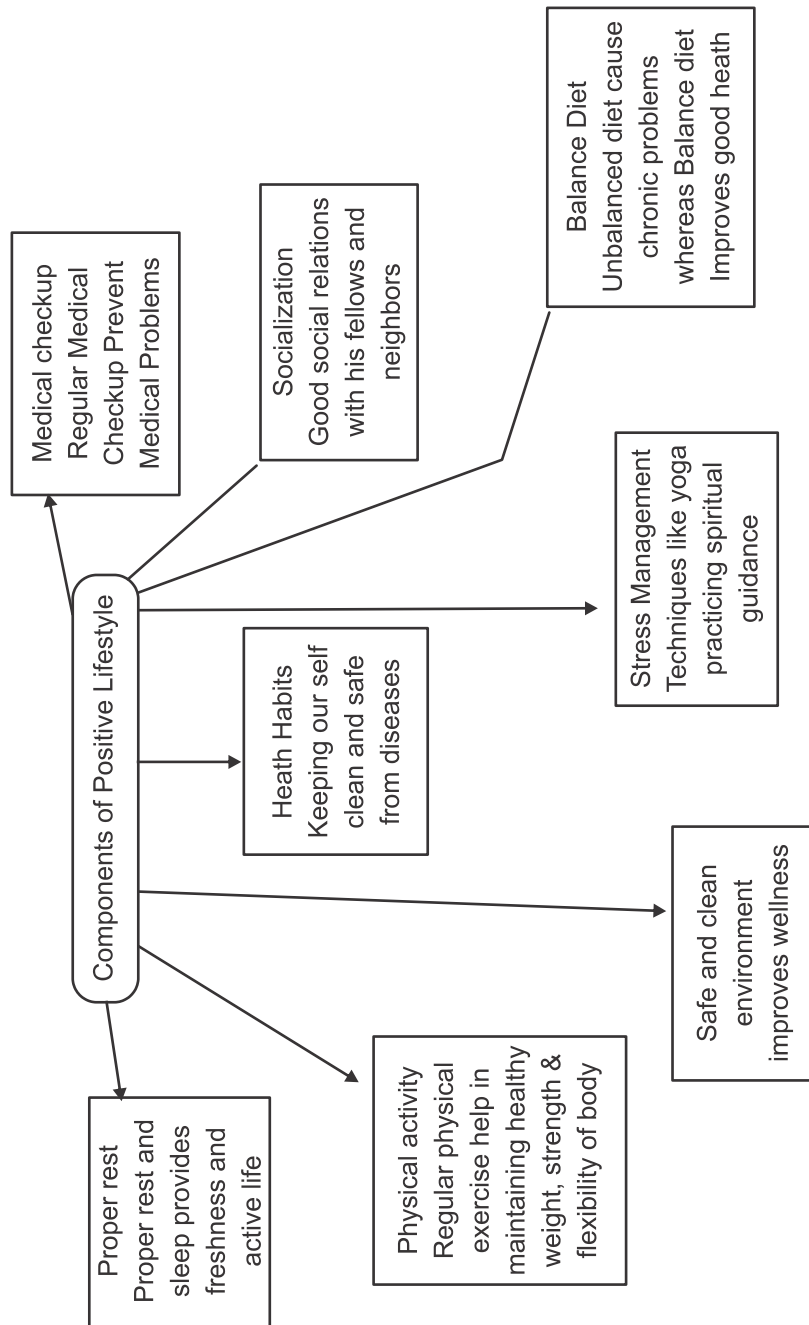 Components of Positive Lifestyle
Proper rest
Proper rest and
sleep provides
freshness and
active life
Physical activity
Regular physical
exercise help in
maintaining healthy
weight, strength &
flexibility of body
Safe and clean
environment
improves wellness
Heath Habits
Keeping our self
clean and safe
from diseases
Stress Management
Techniques like yoga
practicing spiritual
guidance
Balance Diet
Unbalanced diet cause
chronic problems
whereas Balance diet
Improves good heath
Socialization
Good social relations
with his fellows and
neighbors
Medical checkup
Regular Medical
Checkup Prevent
Medical Problems